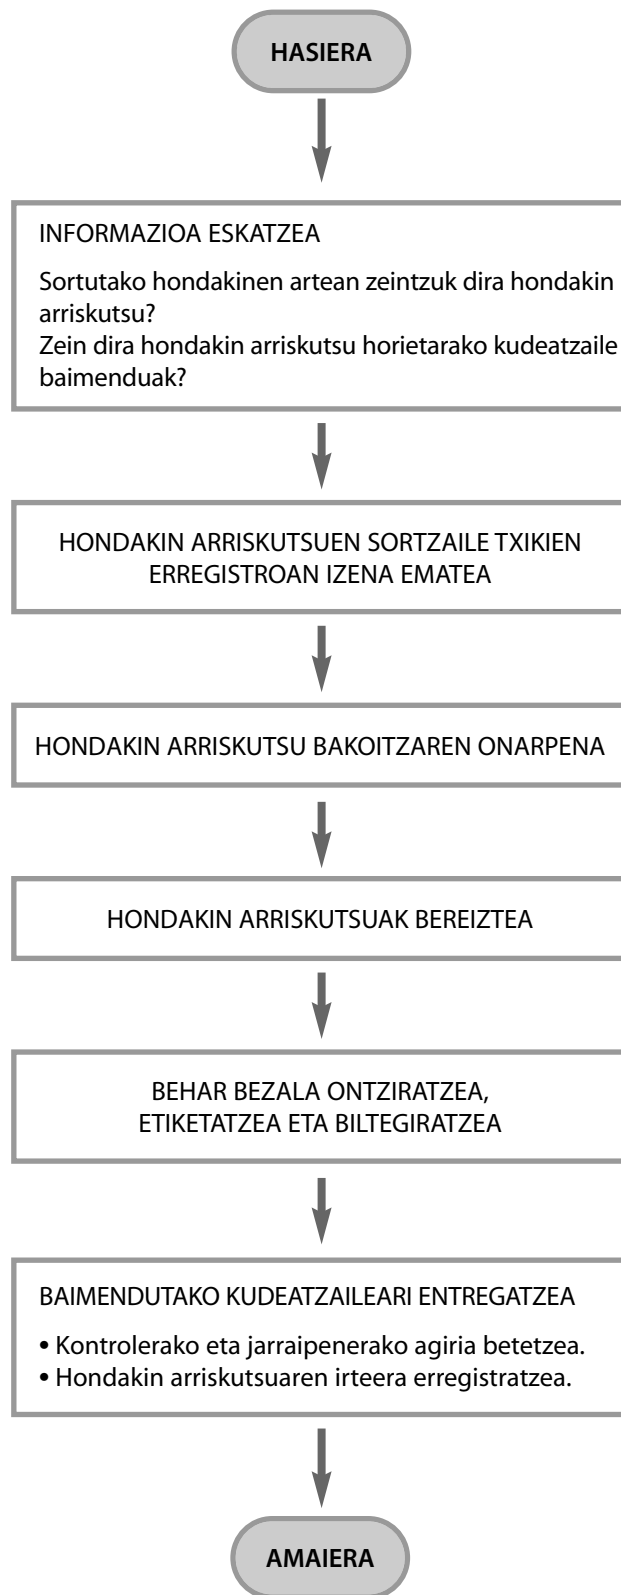 HASIERA
INFORMAZIOA ESKATZEA
Sortutako hondakinen artean zeintzuk dira hondakin
arriskutsu?
Zein dira hondakin arriskutsu horietarako kudeatzaile
baimenduak?
HONDAKIN ARRISKUTSUEN SORTZAILE TXIKIEN
ERREGISTROAN IZENA EMATEA
HONDAKIN ARRISKUTSU BAKOITZAREN ONARPENA
HONDAKIN ARRISKUTSUAK BEREIZTEA
BEHAR BEZALA ONTZIRATZEA,
ETIKETATZEA ETA BILTEGIRATZEA
BAIMENDUTAKO KUDEATZAILEARI ENTREGATZEA
• Kontrolerako eta jarraipenerako agiria betetzea.
• Hondakin arriskutsuaren irteera erregistratzea.
AMAIERA